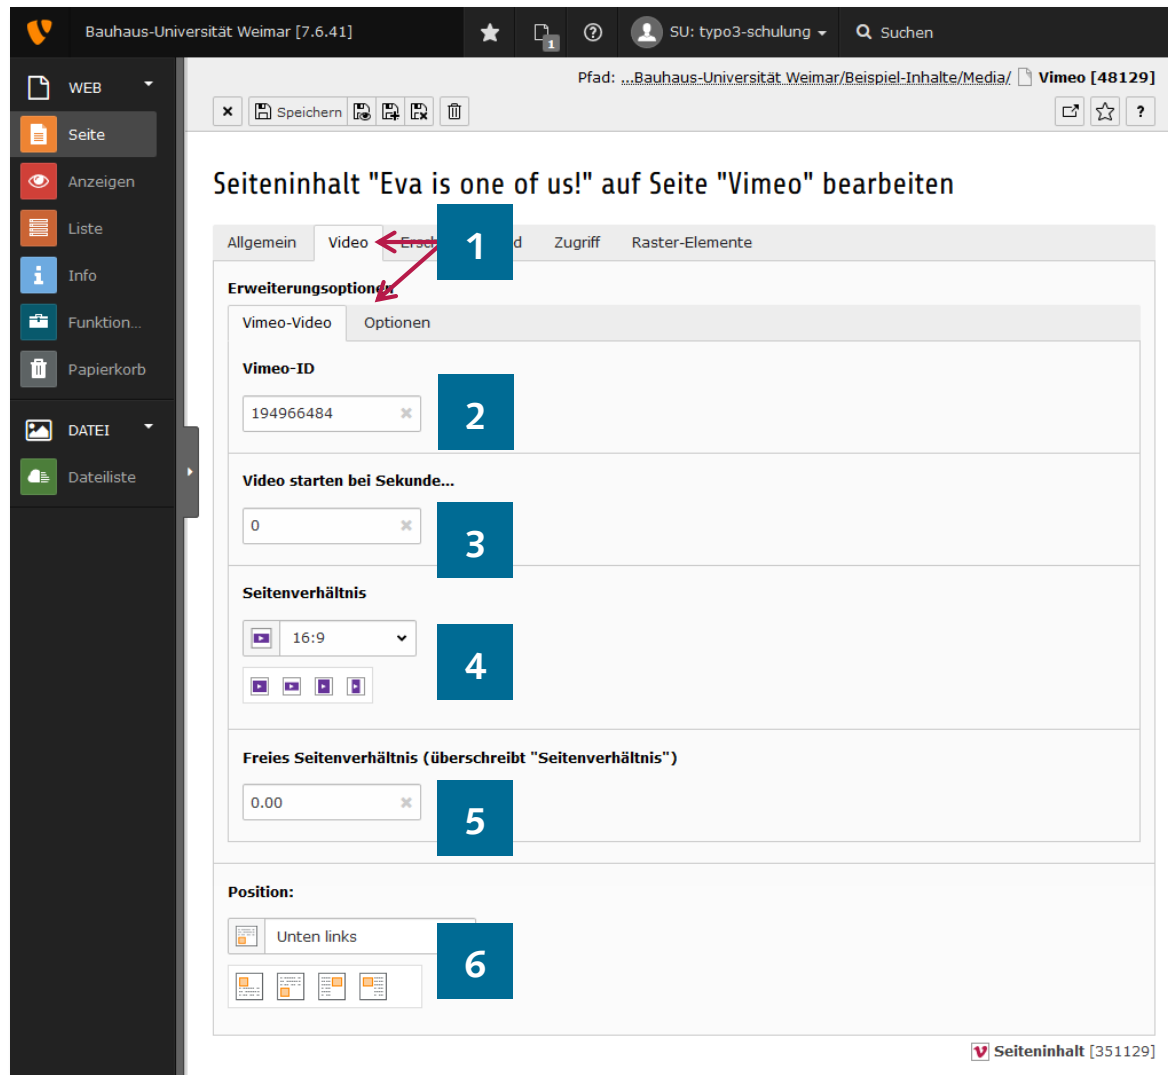 Bauhaus-Universität Weimar [7.6.41]
1
SU: typo3-schulung
Suchen
WEB
Seite
Anzeigen
Liste
Info
Funktion...
Papierkorb
DATEI
Dateiliste
Pfad: ...Bauhaus-Universität Weimar/Beispiel-Inhalte/Media/ Vimeo [48129]
Speichern
?
Seiteninhalt "Eva is one of us!" auf Seite "Vimeo" bearbeiten
Allgemein Video Zugriff Raster-Elemente
1
Erweiterungsoptionen
Vimeo-Video Optionen
Vimeo-ID
194966484
2
Video starten bei Sekunde...
0
3
Seitenverhältnis
16:9
4
Freies Seitenverhältnis (überschreibt "Seitenverhältnis")
0.00
5
Position:
Unten links
6
Seiteninhalt [351129]